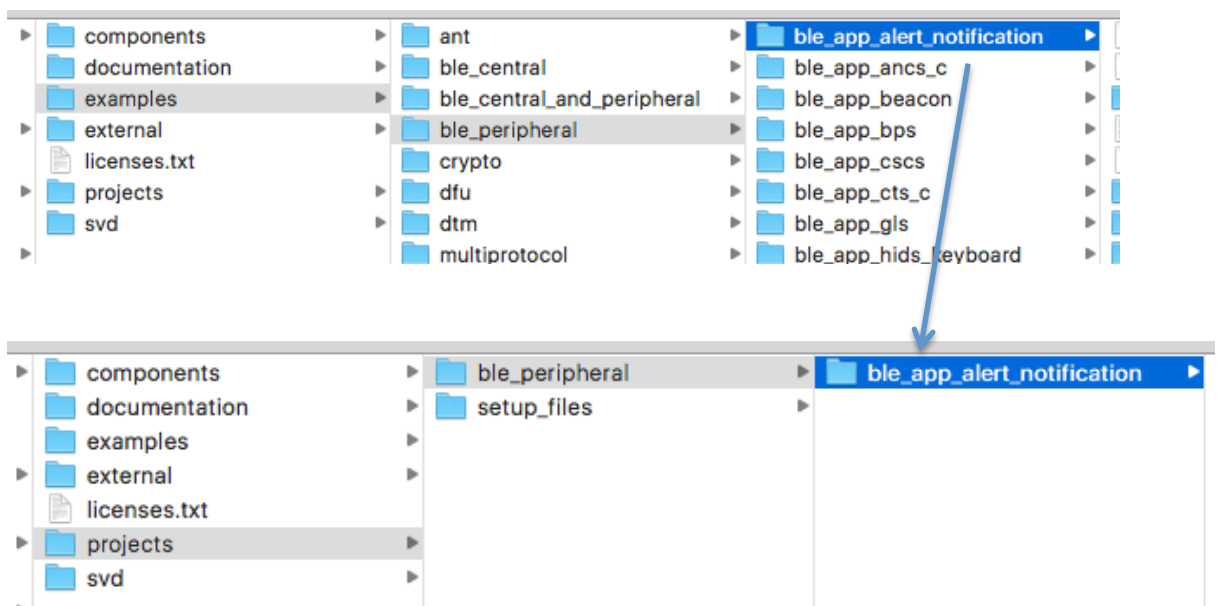 components
documentation
examples
external
licenses.txt
projects
svd
ant
ble_central
ble_central_and_peripheral
ble_peripheral
crypto
dfu
dtm
multiprotocol
ble_app_alert_notification
ble_app_ancs_c
ble_app_beacon
ble_app_bps
ble_app_cscs
ble_app_cts_c
ble_app_gls
ble_app_hids_keyboard
components
documentation
examples
external
licenses.txt
projects
svd
ble_peripheral
setup_files
ble_app_alert_notification